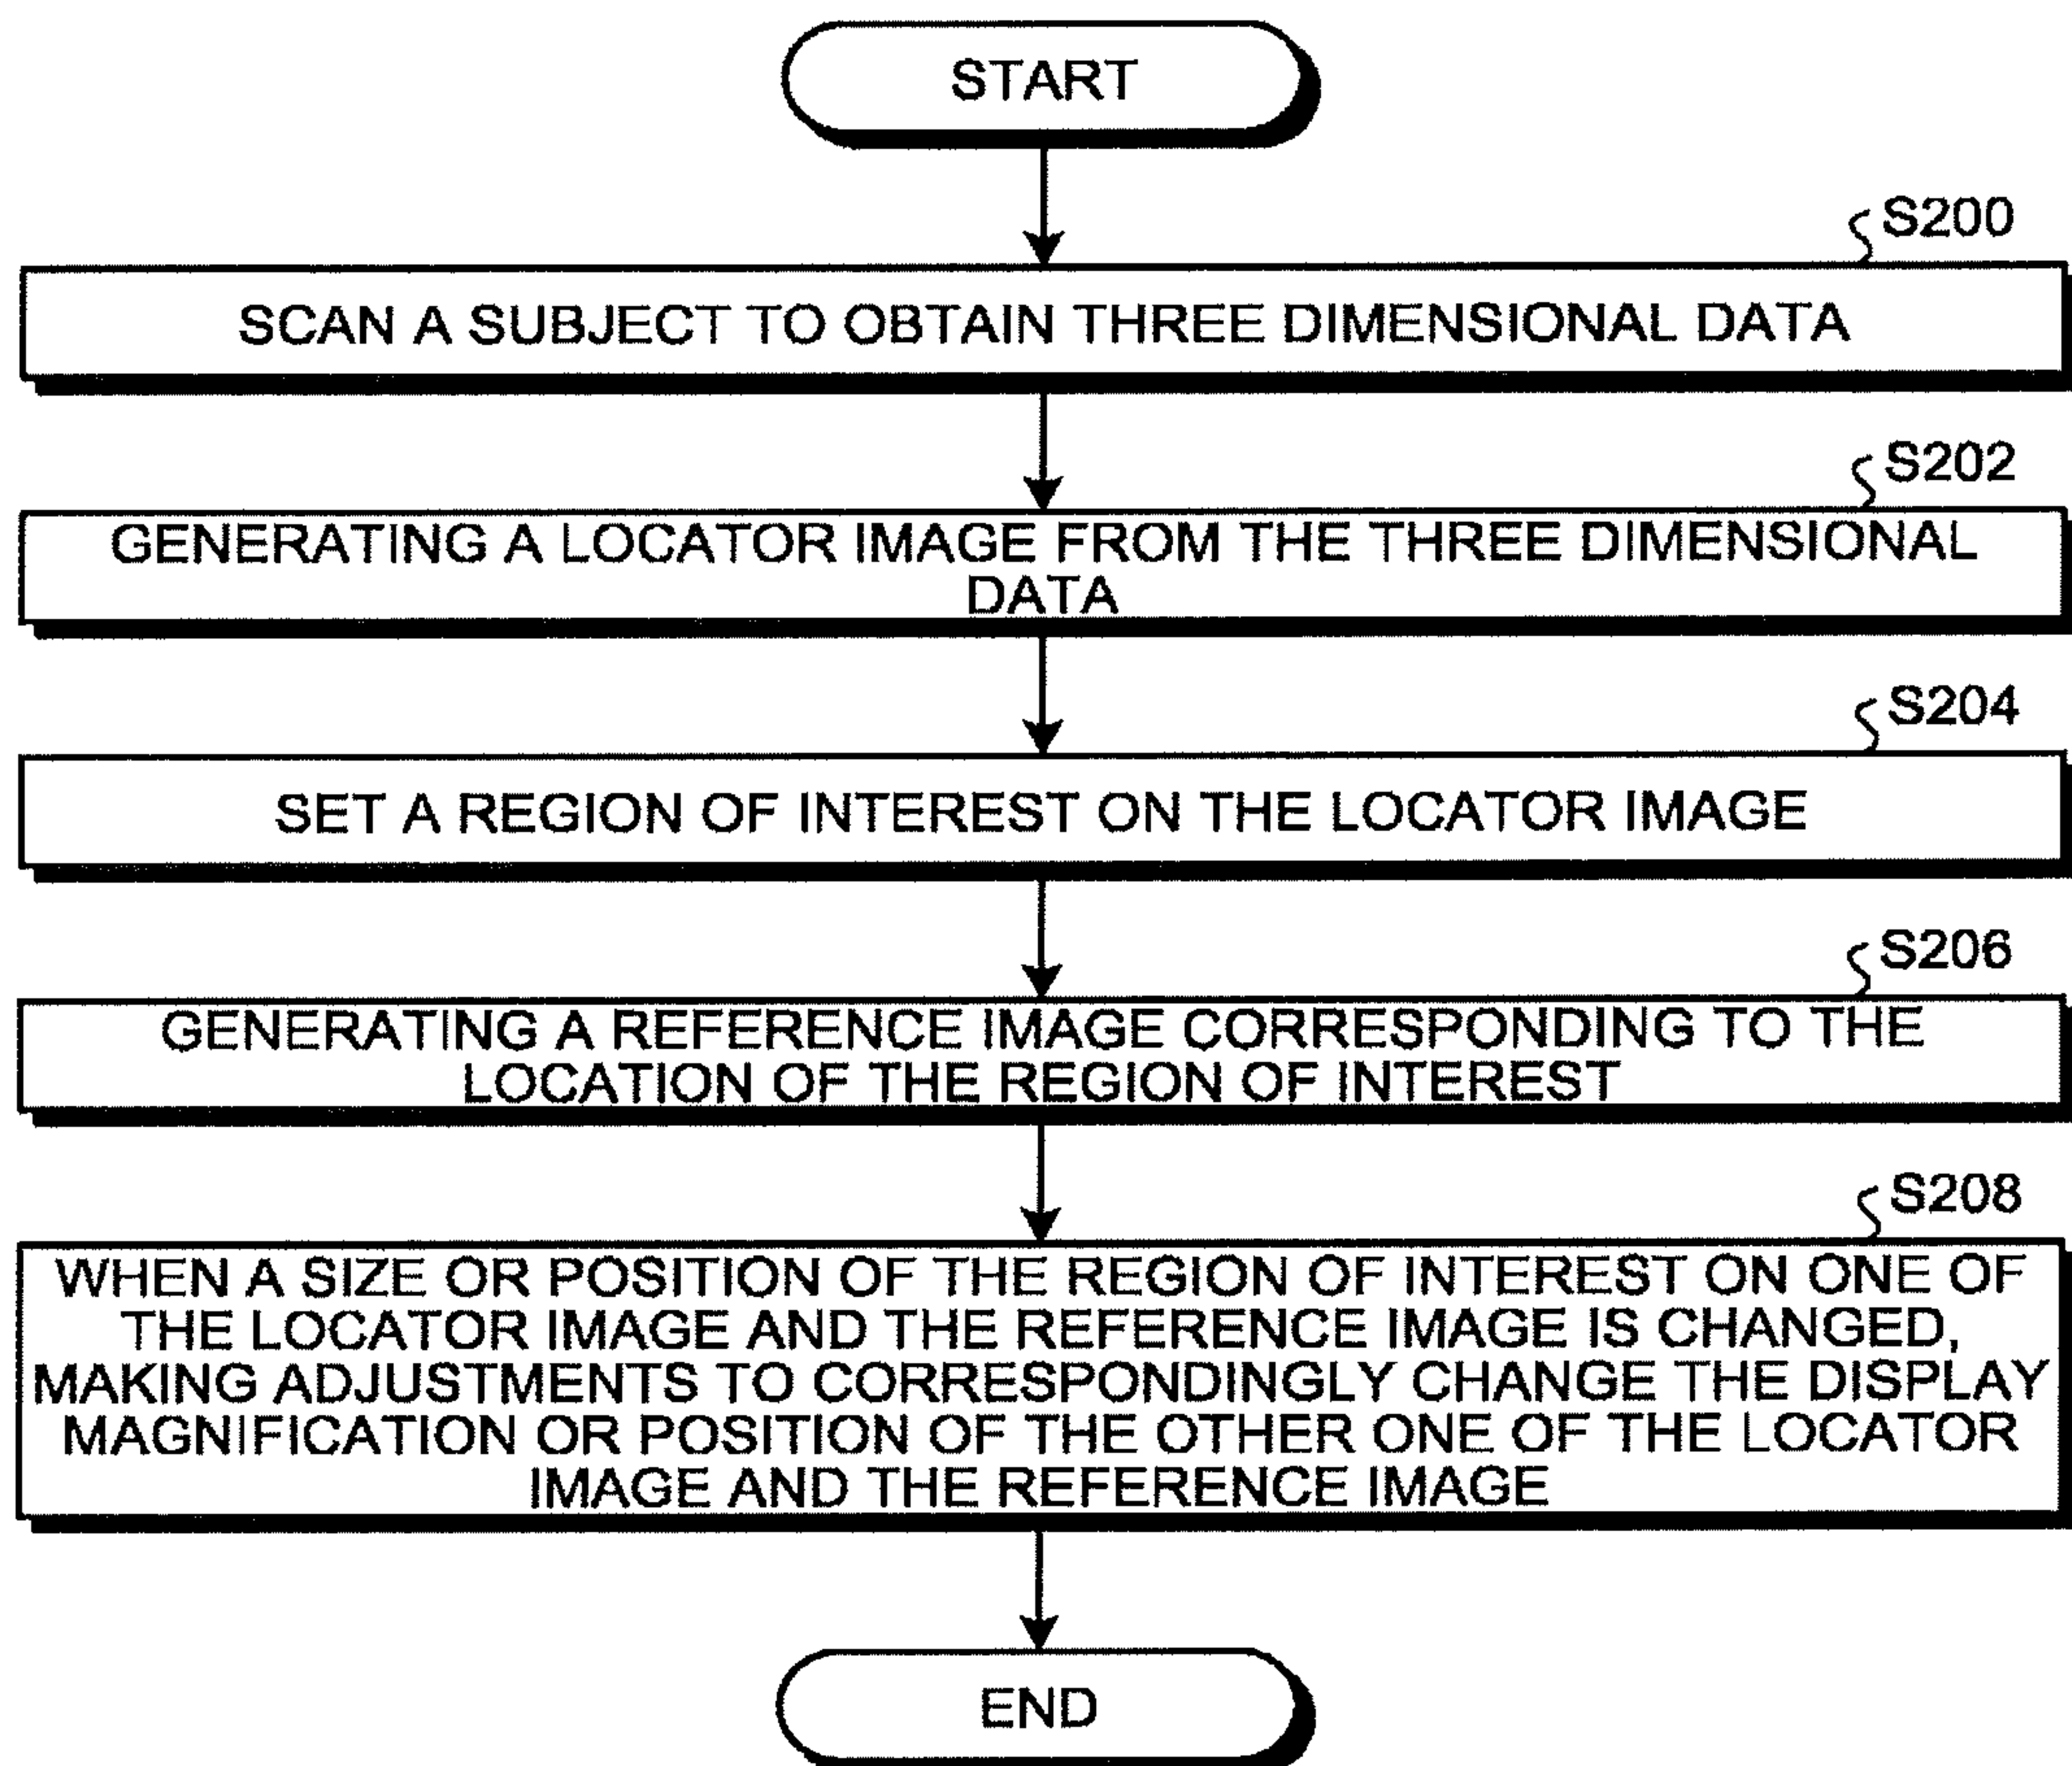 START
S200
SCAN A SUBJECT TO OBTAIN THREE DIMENSIONAL DATA
S202
GENERATING A LOCATOR IMAGE FROM THE THREE DIMENSIONAL
DATA
S204
SET A REGION OF INTEREST ON THE LOCATOR IMAGE
S206
GENERATING A REFERENCE IMAGE CORRESPONDING TO THE
LOCATION OF THE REGION OF INTEREST
S208
WHEN A SIZE OR POSITION OF THE REGION OF INTEREST ON ONE OF
THE LOCATOR IMAGE AND THE REFERENCE IMAGE IS CHANGED,
MAKING ADJUSTMENTS TO CORRESPONDINGLY CHANGE THE DISPLAY
MAGNIFICATION OR POSITION OF THE OTHER ONE OF THE LOCATOR
IMAGE AND THE REFERENCE IMAGE
END